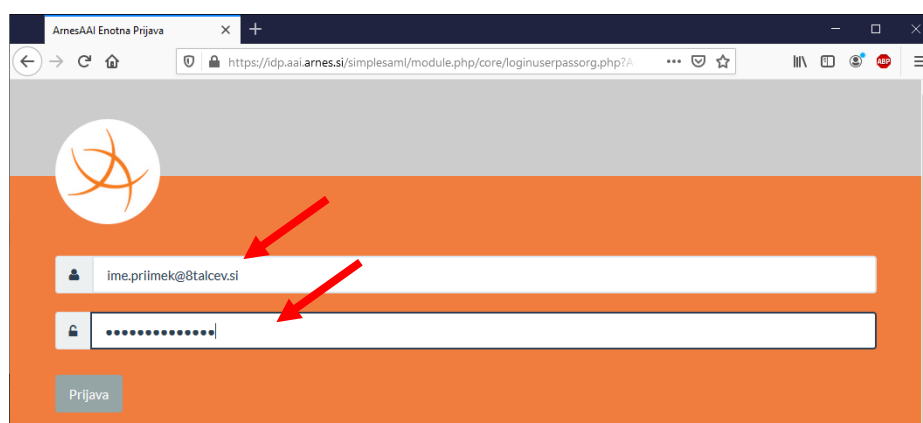 ArnesAAI Enotna Prijava
https://idp.aai.arnes.si/simplesaml/module.php/core/loginuserpassorg.php?A
ABP
ime.priimek@8talcev.si
••••••••••••••
Prijava